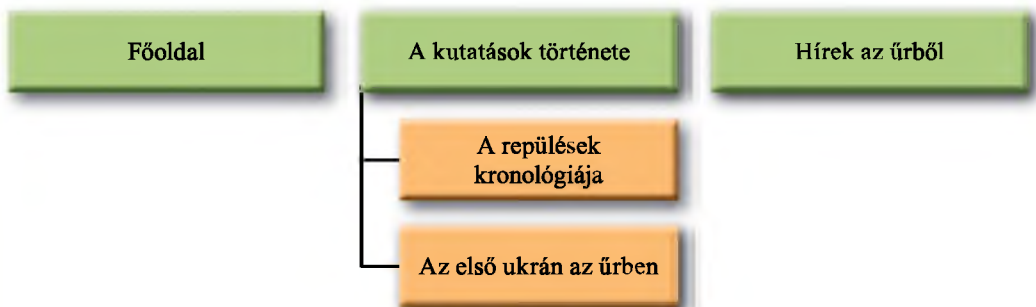 Főoldal
A kutatások története
Hírek az űrből
A repülések
kronológiája
Az első ukrán az űrben